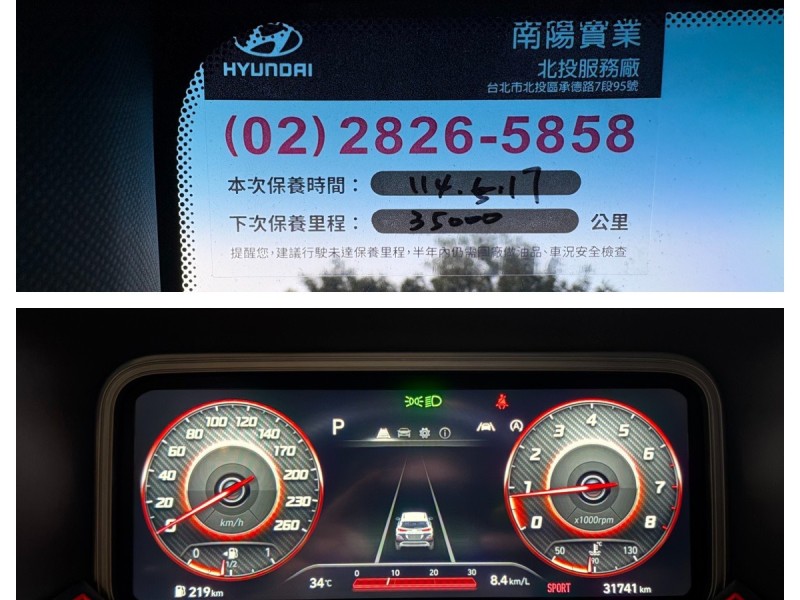 HYUNDAI
南陽實業
北投服務廠
台北市北投區承德路7段95號
(02) 2826-5858
本次保養時間： 114.5.17
下次保養里程： 35000 公里
提醒您，建議行駛未達保養里程，半年內仍需回廠做油品、車況安全檢查
P
0 20 40 60 80 100 120 140 170 200 230 260
km/h
0 1/2 1
219km
34℃
0 10 20 30
8.4km/L
0 1 2 3 4 5 6 7 8
x1000rpm
50 90 130
℃
SPORT
31741 km